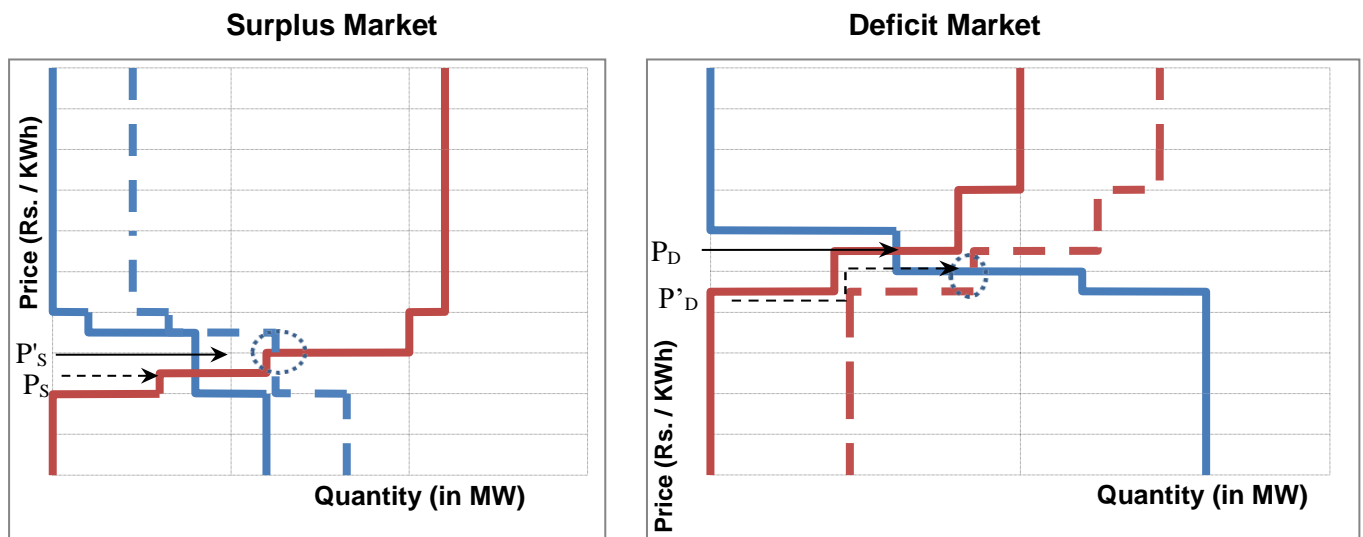 Surplus Market
Price (Rs. / KWh)
P'S
PS
Quantity (in MW)
Deficit Market
PD
P’D
Price (Rs. / KWh)
Quantity (in MW)